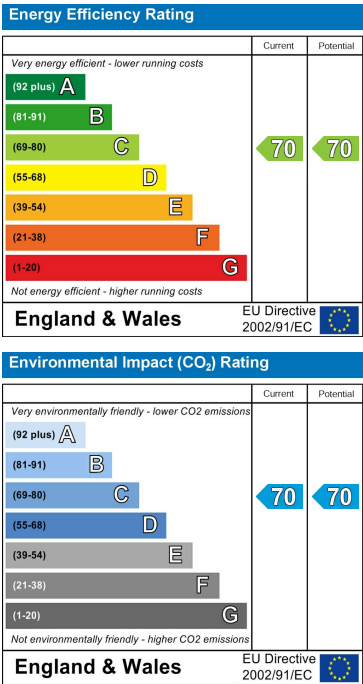 Energy Efficiency Rating
Current Potential
Very energy efficient - lower running costs
(92 plus) A
(81-91) B
(69-80) C 70 70
(55-68) D
(39-54) E
(21-38) F
(1-20) G
Not energy efficient - higher running costs
England & Wales EU Directive
2002/91/EC
Environmental Impact (CO₂) Rating
Current Potential
Very environmentally friendly - lower CO2 emissions
(92 plus) A
(81-91) B
(69-80) C 70 70
(55-68) D
(39-54) E
(21-38) F
(1-20) G
Not environmentally friendly - higher CO2 emissions
England & Wales EU Directive
2002/91/EC